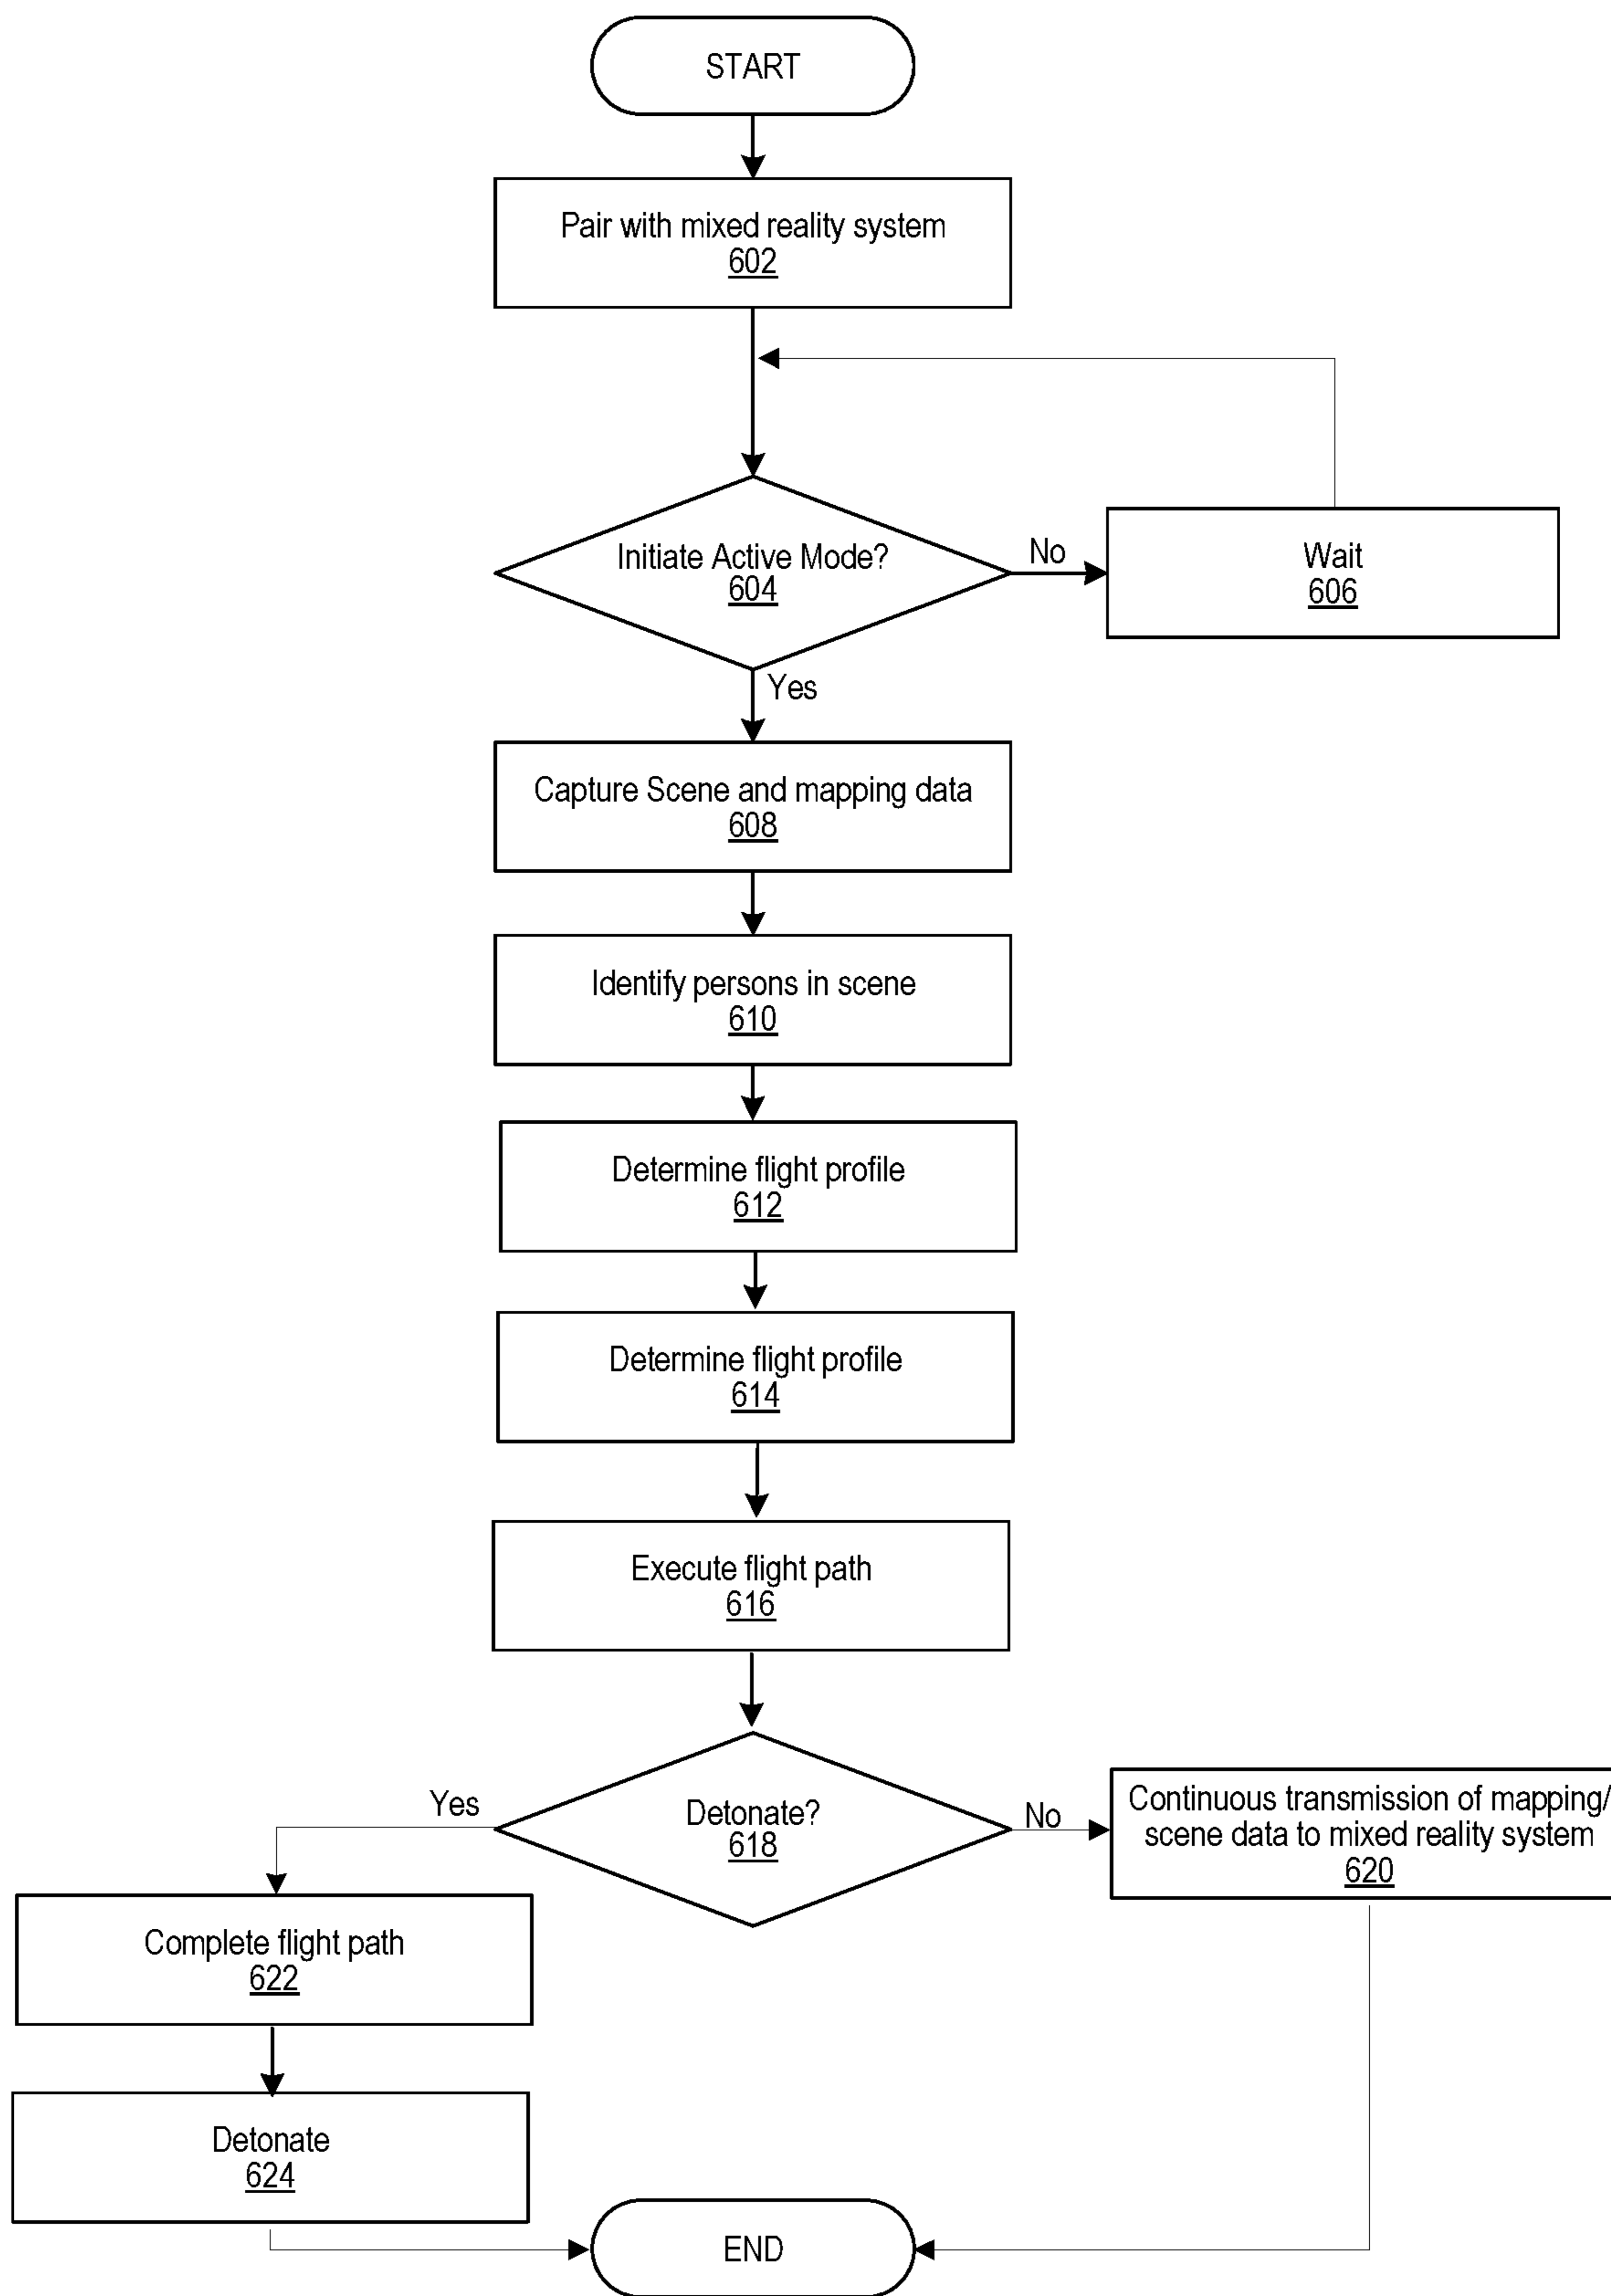 START
Pair with mixed reality system
602
Initiate Active Mode?
604
No
Wait
606
Yes
Capture Scene and mapping data
608
Identify persons in scene
610
Determine flight profile
612
Determine flight profile
614
Execute flight path
616
Detonate?
618
Yes
No
Continuous transmission of mapping/
scene data to mixed reality system
620
Complete flight path
622
Detonate
624
END